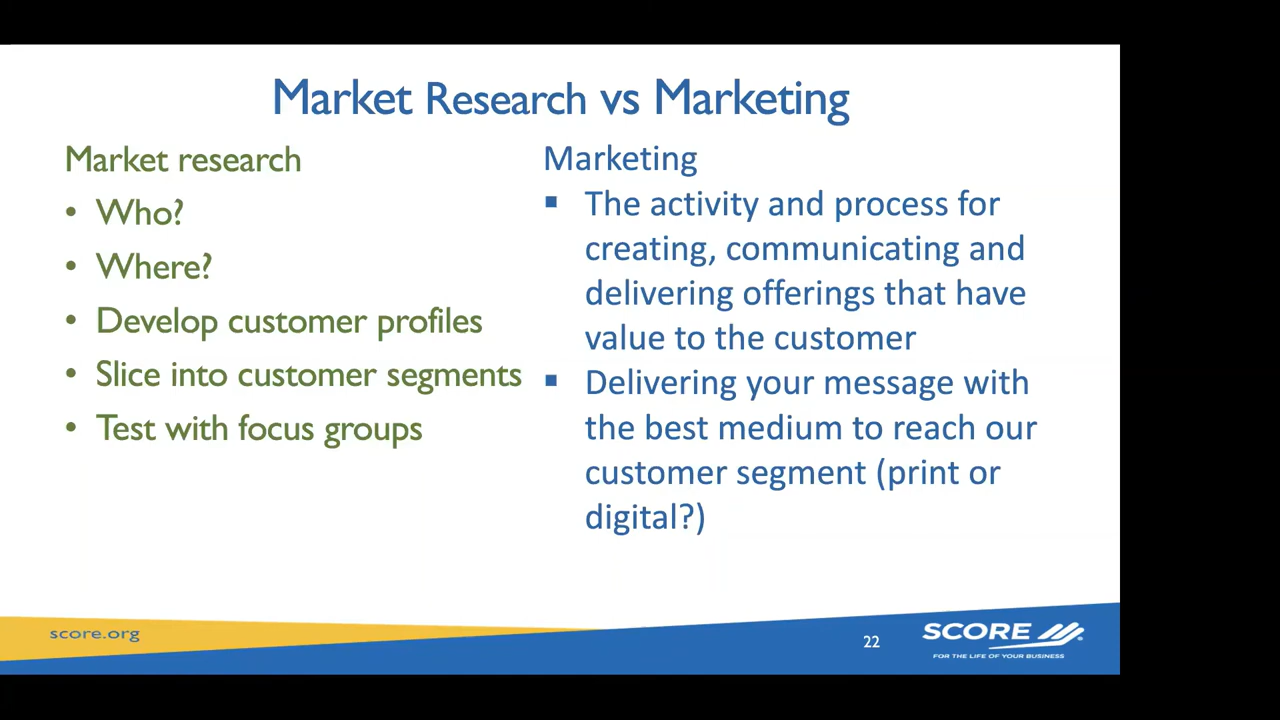 Market Research vs Marketing
Market research
• Who?
• Where?
• Develop customer profiles
• Slice into customer segments
• Test with focus groups
Marketing
▪ The activity and process for
creating, communicating and
delivering offerings that have
value to the customer
▪ Delivering your message with
the best medium to reach our
customer segment (print or
digital?)
score.org
22
SCORE
FOR THE LIFE OF YOUR BUSINESS